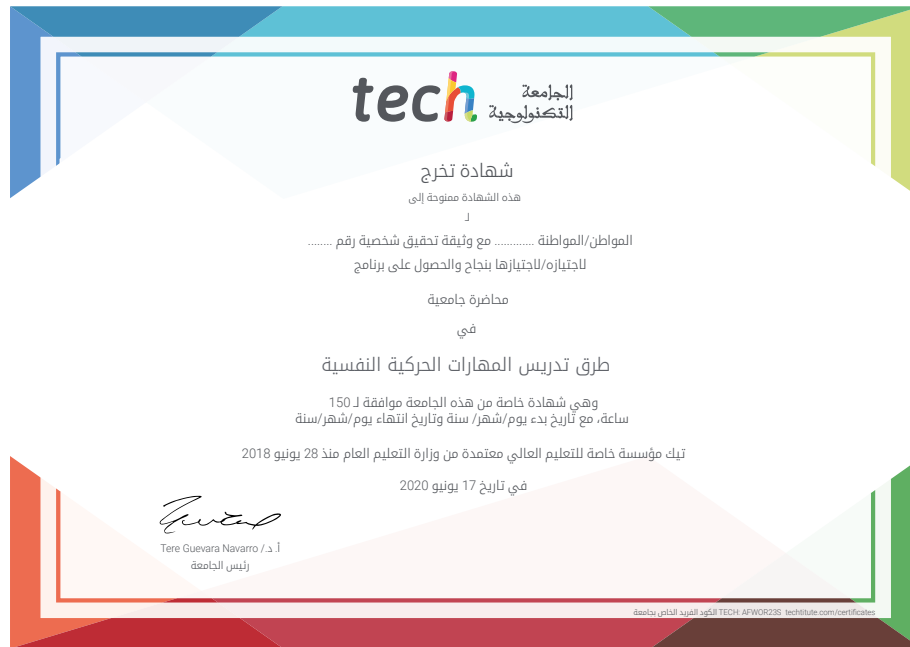 tech الجامعة
التكنولوجية
شهادة تخرج
هذه الشهادة ممنوحة إلى
لـ
المواطن/المواطنة ............ مع وثيقة تحقيق شخصية رقم ........
لاجتيازه/لاجتيازها بنجاح والحصول على برنامج
محاضرة جامعية
في
طرق تدريس المهارات الحركية النفسية
وهي شهادة خاصة من هذه الجامعة موافقة لـ 150
ساعة، مع تاريخ بدء يوم/شهر/ سنة وتاريخ انتهاء يوم/شهر/سنة
تيك مؤسسة خاصة للتعليم العالي معتمدة من وزارة التعليم العام منذ 28 يونيو 2018
في تاريخ 17 يونيو 2020
أ. د./ Tere Guevara Navarro
رئيس الجامعة
الكود الفريد الخاص بجامعة TECH: AFWOR23S techtitute.com/certificates